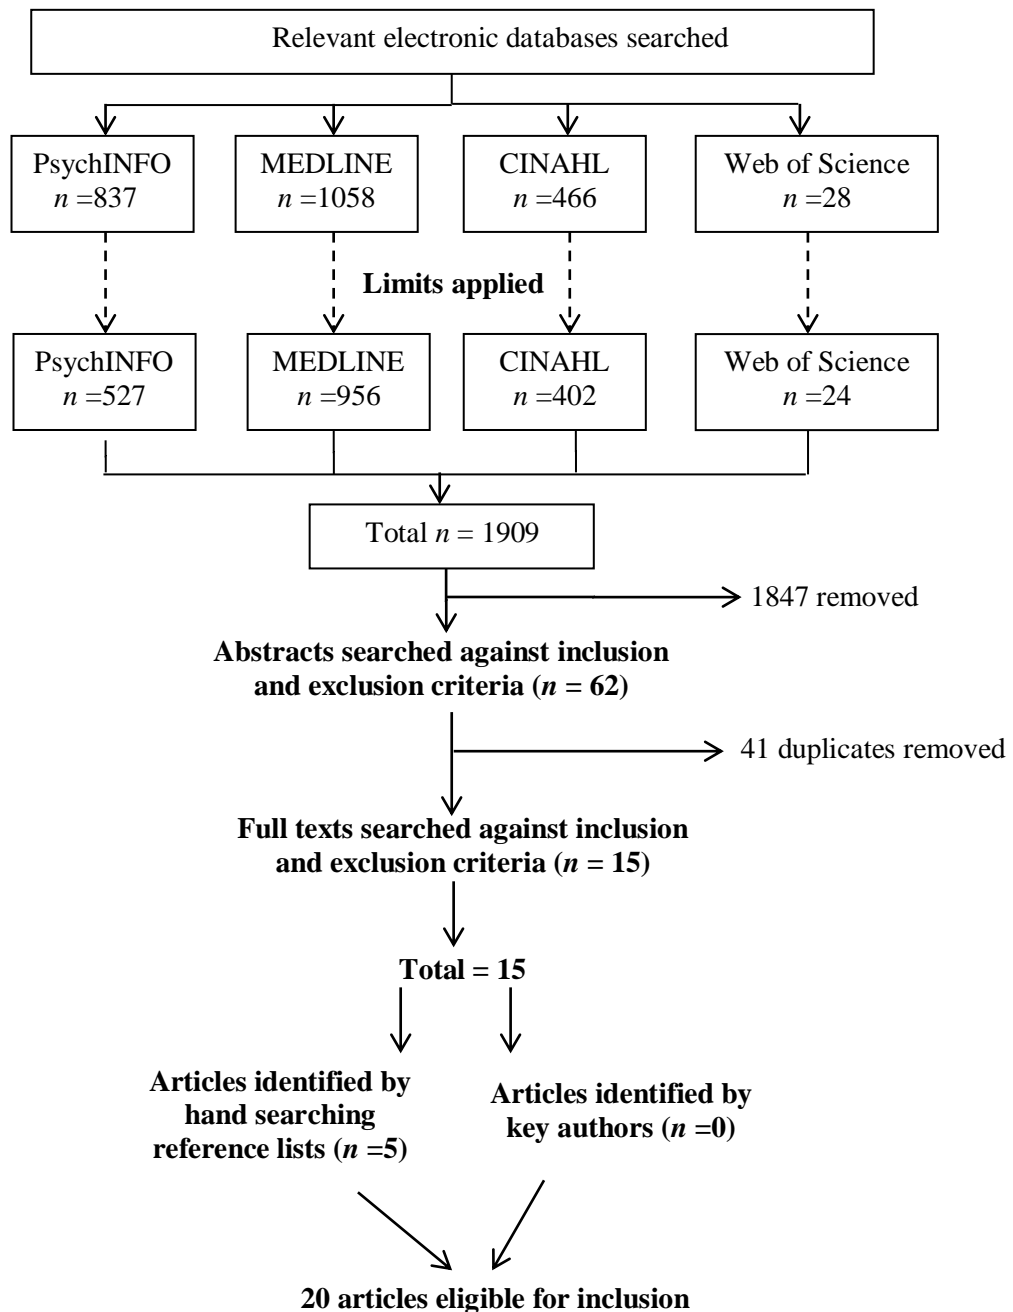 Relevant electronic databases searched
PsychINFO
n =837
MEDLINE
n =1058
CINAHL
n =466
Web of Science
n =28
Limits applied
PsychINFO
n =527
MEDLINE
n =956
CINAHL
n =402
Web of Science
n =24
Total n = 1909
1847 removed
Abstracts searched against inclusion
and exclusion criteria (n = 62)
41 duplicates removed
Full texts searched against inclusion
and exclusion criteria (n = 15)
Total = 15
Articles identified by
hand searching
reference lists (n =5)
Articles identified by
key authors (n =0)
20 articles eligible for inclusion